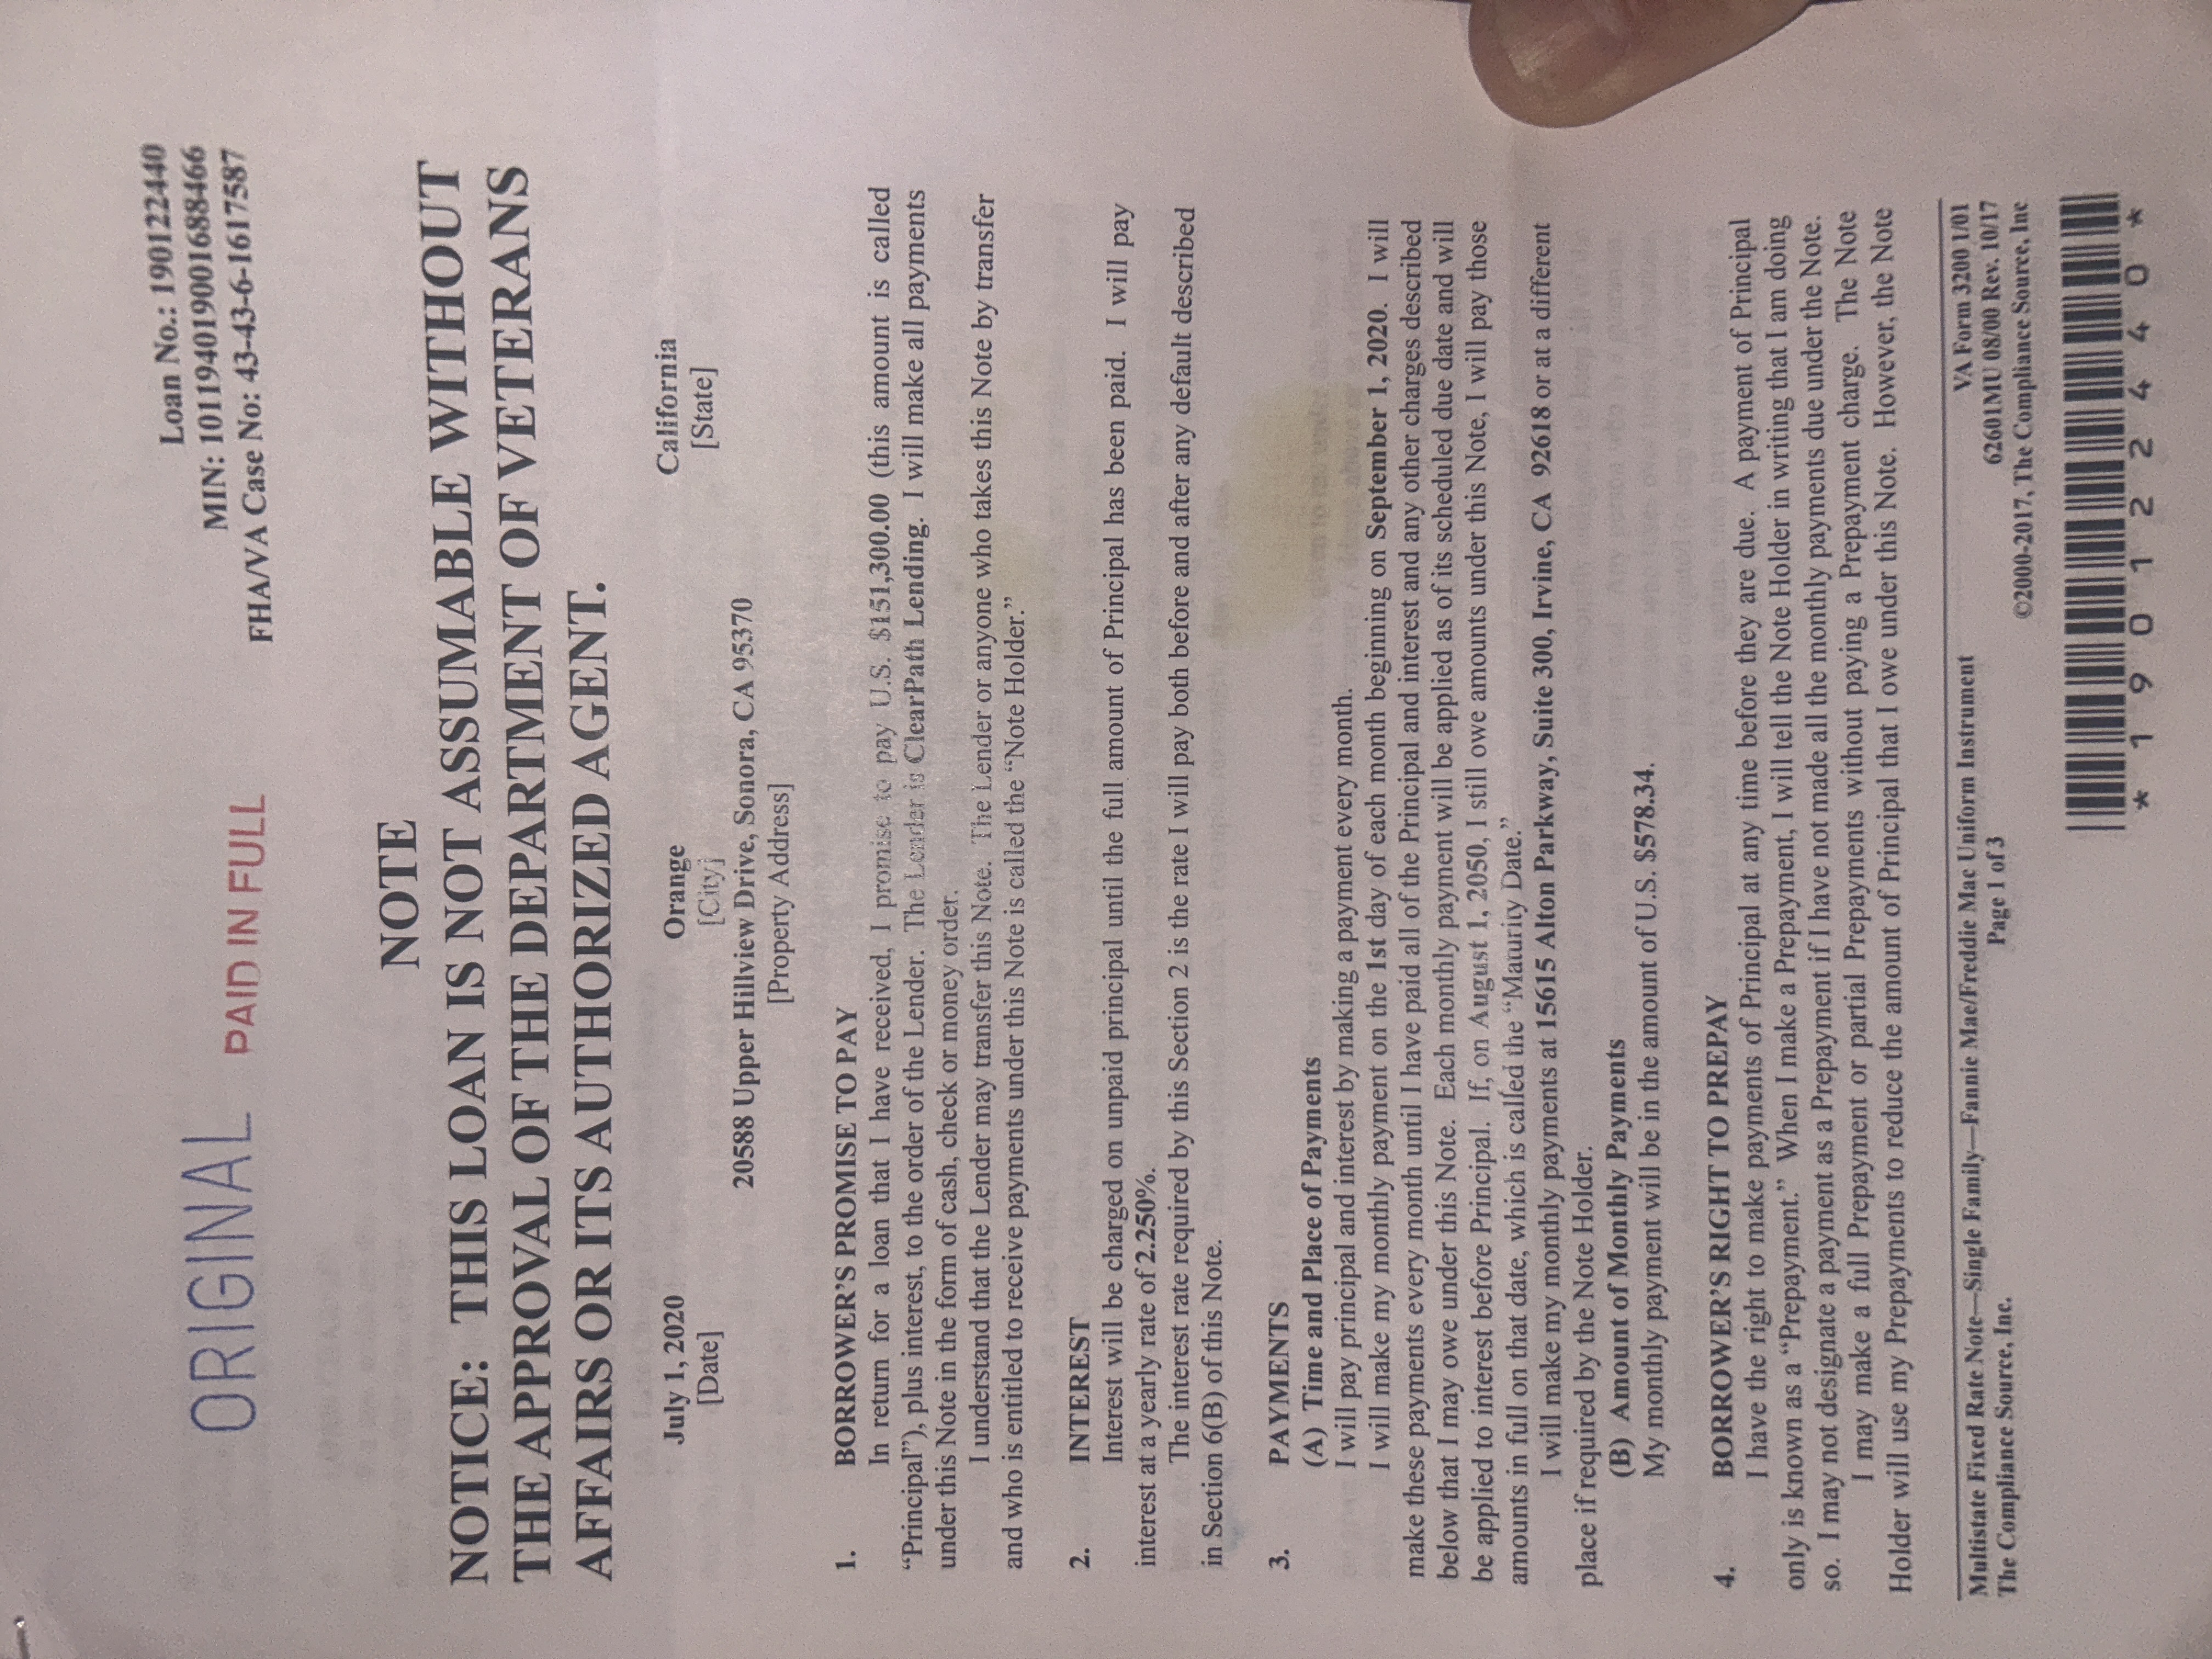 Loan No.: 190122440
MIN: 101194019001688466
FHA/VA Case No: 43-43-6-1617587
ORIGINAL PAID IN FULL
NOTE
NOTICE: THIS LOAN IS NOT ASSUMABLE WITHOUT
THE APPROVAL OF THE DEPARTMENT OF VETERANS
AFFAIRS OR ITS AUTHORIZED AGENT.
July 1, 2020 Orange California
[Date] [City] [State]
20588 Upper Hillview Drive, Sonora, CA 95370
[Property Address]
1. BORROWER'S PROMISE TO PAY
In return for a loan that I have received, I promise to pay U.S. $151,300.00 (this amount is called
“Principal”), plus interest, to the order of the Lender. The Lender is ClearPath Lending. I will make all payments
under this Note in the form of cash, check or money order.
I understand that the Lender may transfer this Note. The Lender or anyone who takes this Note by transfer
and who is entitled to receive payments under this Note is called the “Note Holder.”
2. INTEREST
Interest will be charged on unpaid principal until the full amount of Principal has been paid. I will pay
interest at a yearly rate of 2.250%.
The interest rate required by this Section 2 is the rate I will pay both before and after any default described
in Section 6(B) of this Note.
3. PAYMENTS
(A) Time and Place of Payments
I will pay principal and interest by making a payment every month.
I will make my monthly payment on the 1st day of each month beginning on September 1, 2020. I will
make these payments every month until I have paid all of the Principal and interest and any other charges described
below that I may owe under this Note. Each monthly payment will be applied as of its scheduled due date and will
be applied to interest before Principal. If, on August 1, 2050, I still owe amounts under this Note, I will pay those
amounts in full on that date, which is called the “Maturity Date.”
I will make my monthly payments at 15615 Alton Parkway, Suite 300, Irvine, CA 92618 or at a different
place if required by the Note Holder.
(B) Amount of Monthly Payments
My monthly payment will be in the amount of U.S. $578.34.
4. BORROWER'S RIGHT TO PREPAY
I have the right to make payments of Principal at any time before they are due. A payment of Principal
only is known as a “Prepayment.” When I make a Prepayment, I will tell the Note Holder in writing that I am doing
so. I may not designate a payment as a Prepayment if I have not made all the monthly payments due under the Note.
I may make a full Prepayment or partial Prepayments without paying a Prepayment charge. The Note
Holder will use my Prepayments to reduce the amount of Principal that I owe under this Note. However, the Note
Multistate Fixed Rate Note—Single Family—Fannie Mae/Freddie Mac Uniform Instrument VA Form 3200 1/01
The Compliance Source, Inc. Page 1 of 3 62601MU 08/00 Rev. 10/17
©2000-2017, The Compliance Source, Inc
* 1 9 0 1 2 2 4 4 0 *